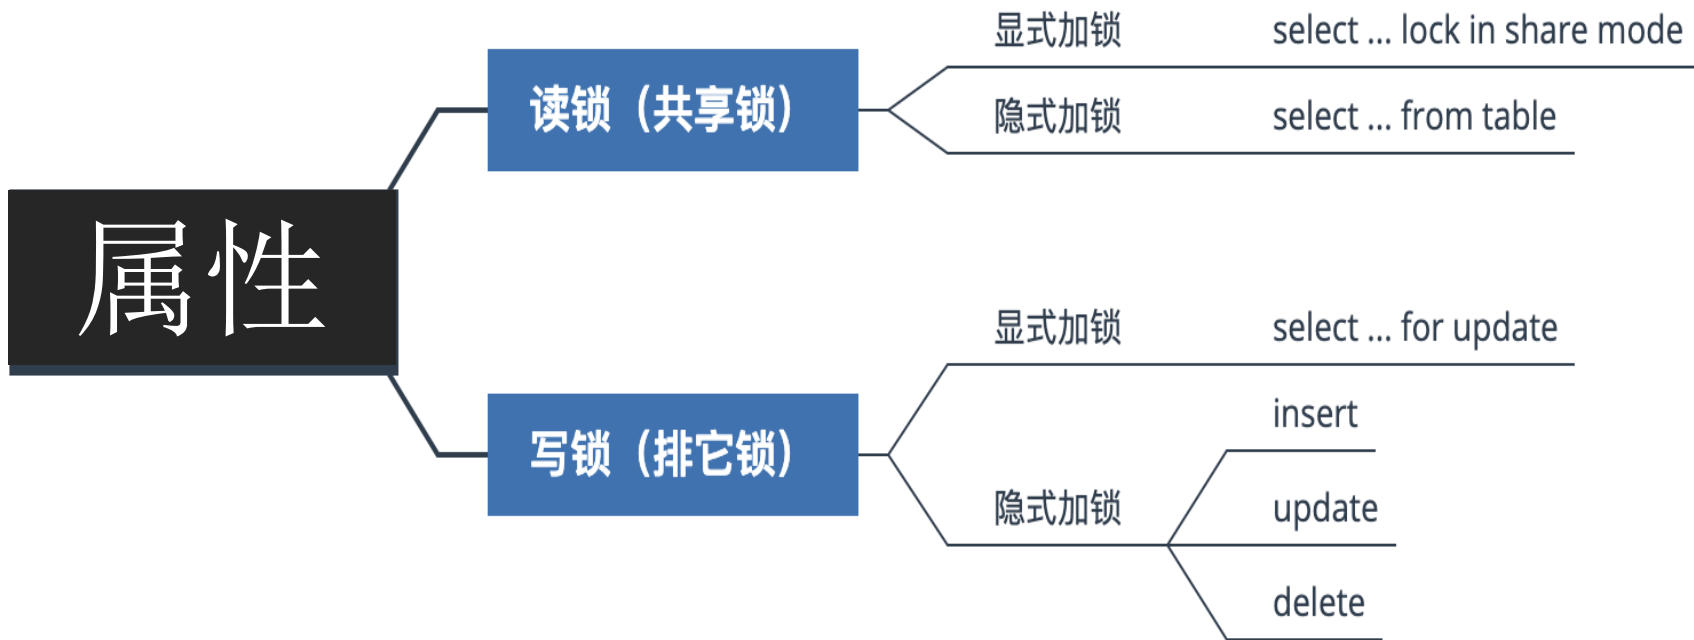 属性
读锁（共享锁）
显式加锁 select ... lock in share mode
隐式加锁 select ... from table
写锁（排它锁）
显式加锁 select ... for update
隐式加锁
insert
update
delete